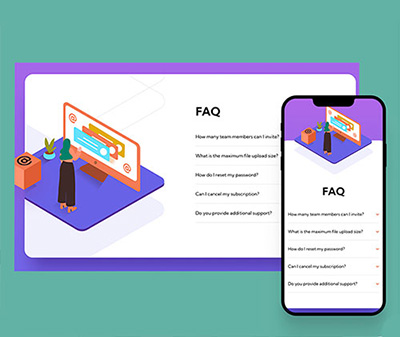 FAQ
How many team members can I invite?
What is the maximum file upload size?
How do I reset my password?
Can I cancel my subscription?
Do you provide additional support?
FAQ
How many team members can I invite?
What is the maximum file upload size?
How do I reset my password?
Can I cancel my subscription?
Do you provide additional support?